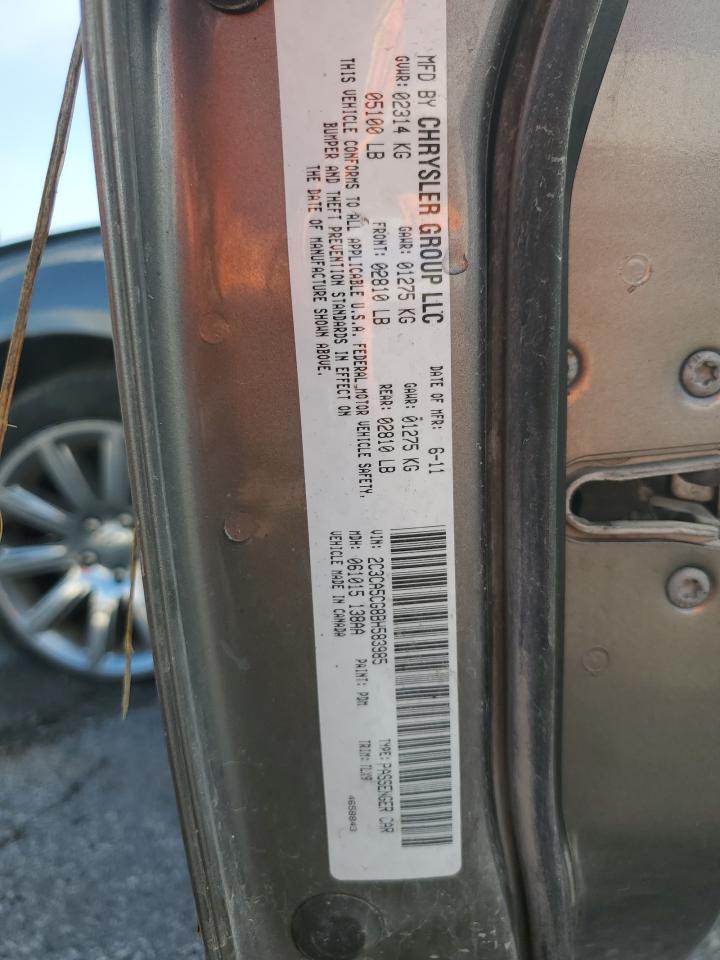 MFD BY CHRYSLER GROUP LLC
DATE OF MFR: 6-11
GVWR: 02314 KG GAWR: 01275 KG GAWR: 01275 KG
05100 LB FRONT: 02810 LB REAR: 02810 LB
THIS VEHICLE CONFORMS TO ALL APPLICABLE U.S.A. FEDERAL MOTOR VEHICLE SAFETY,
BUMPER AND THEFT PREVENTION STANDARDS IN EFFECT ON
THE DATE OF MANUFACTURE SHOWN ABOVE.
VIN: 2C3CA5CG8BH583985 TYPE: PASSENGER CAR
MDH: 061015 138AA PAINT: PDM TRIM: TLX9
VEHICLE MADE IN CANADA 4658843